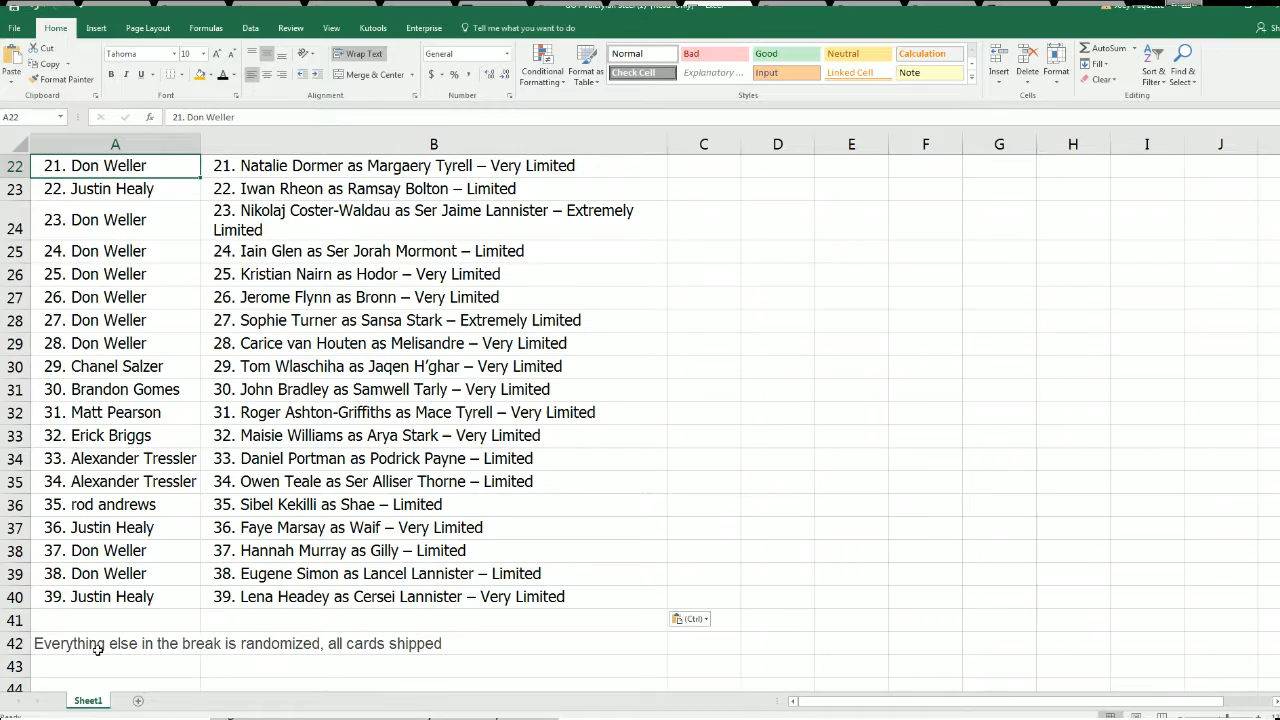 File Home Insert Page Layout Formulas Data Review View Kutools Enterprise Tell me what you want to do
Cut
Copy
Format Painter
Paste
Clipboard
Tahoma 10
B I U A
Font
Wrap Text
Merge & Center
Alignment
General
$ % ,
Number
Conditional Formatting
Format as Table
Normal Bad Good Neutral Calculation
Check Cell Explanatory ... Input Linked Cell Note
Styles
Insert Delete Format
Cells
AutoSum
Fill
Clear
Sort & Filter
Find & Select
Editing
A22 fx 21. Don Weller
A B C D E F G H I J
22 21. Don Weller 21. Natalie Dormer as Margaery Tyrell – Very Limited
23 22. Justin Healy 22. Iwan Rheon as Ramsay Bolton – Limited
24 23. Don Weller 23. Nikolaj Coster-Waldau as Ser Jaime Lannister – Extremely
Limited
25 24. Don Weller 24. Iain Glen as Ser Jorah Mormont – Limited
26 25. Don Weller 25. Kristian Nairn as Hodor – Very Limited
27 26. Don Weller 26. Jerome Flynn as Bronn – Very Limited
28 27. Don Weller 27. Sophie Turner as Sansa Stark – Extremely Limited
29 28. Don Weller 28. Carice van Houten as Melisandre – Very Limited
30 29. Chanel Salzer 29. Tom Wlaschiha as Jaqen H’ghar – Very Limited
31 30. Brandon Gomes 30. John Bradley as Samwell Tarly – Very Limited
32 31. Matt Pearson 31. Roger Ashton-Griffiths as Mace Tyrell – Very Limited
33 32. Erick Briggs 32. Maisie Williams as Arya Stark – Very Limited
34 33. Alexander Tressler 33. Daniel Portman as Podrick Payne – Limited
35 34. Alexander Tressler 34. Owen Teale as Ser Alliser Thorne – Limited
36 35. rod andrews 35. Sibel Kekilli as Shae – Limited
37 36. Justin Healy 36. Faye Marsay as Waif – Very Limited
38 37. Don Weller 37. Hannah Murray as Gilly – Limited
39 38. Don Weller 38. Eugene Simon as Lancel Lannister – Limited
40 39. Justin Healy 39. Lena Headey as Cersei Lannister – Very Limited
41 (Ctrl)
42 Everything else in the break is randomized, all cards shipped
43
44
Sheet1